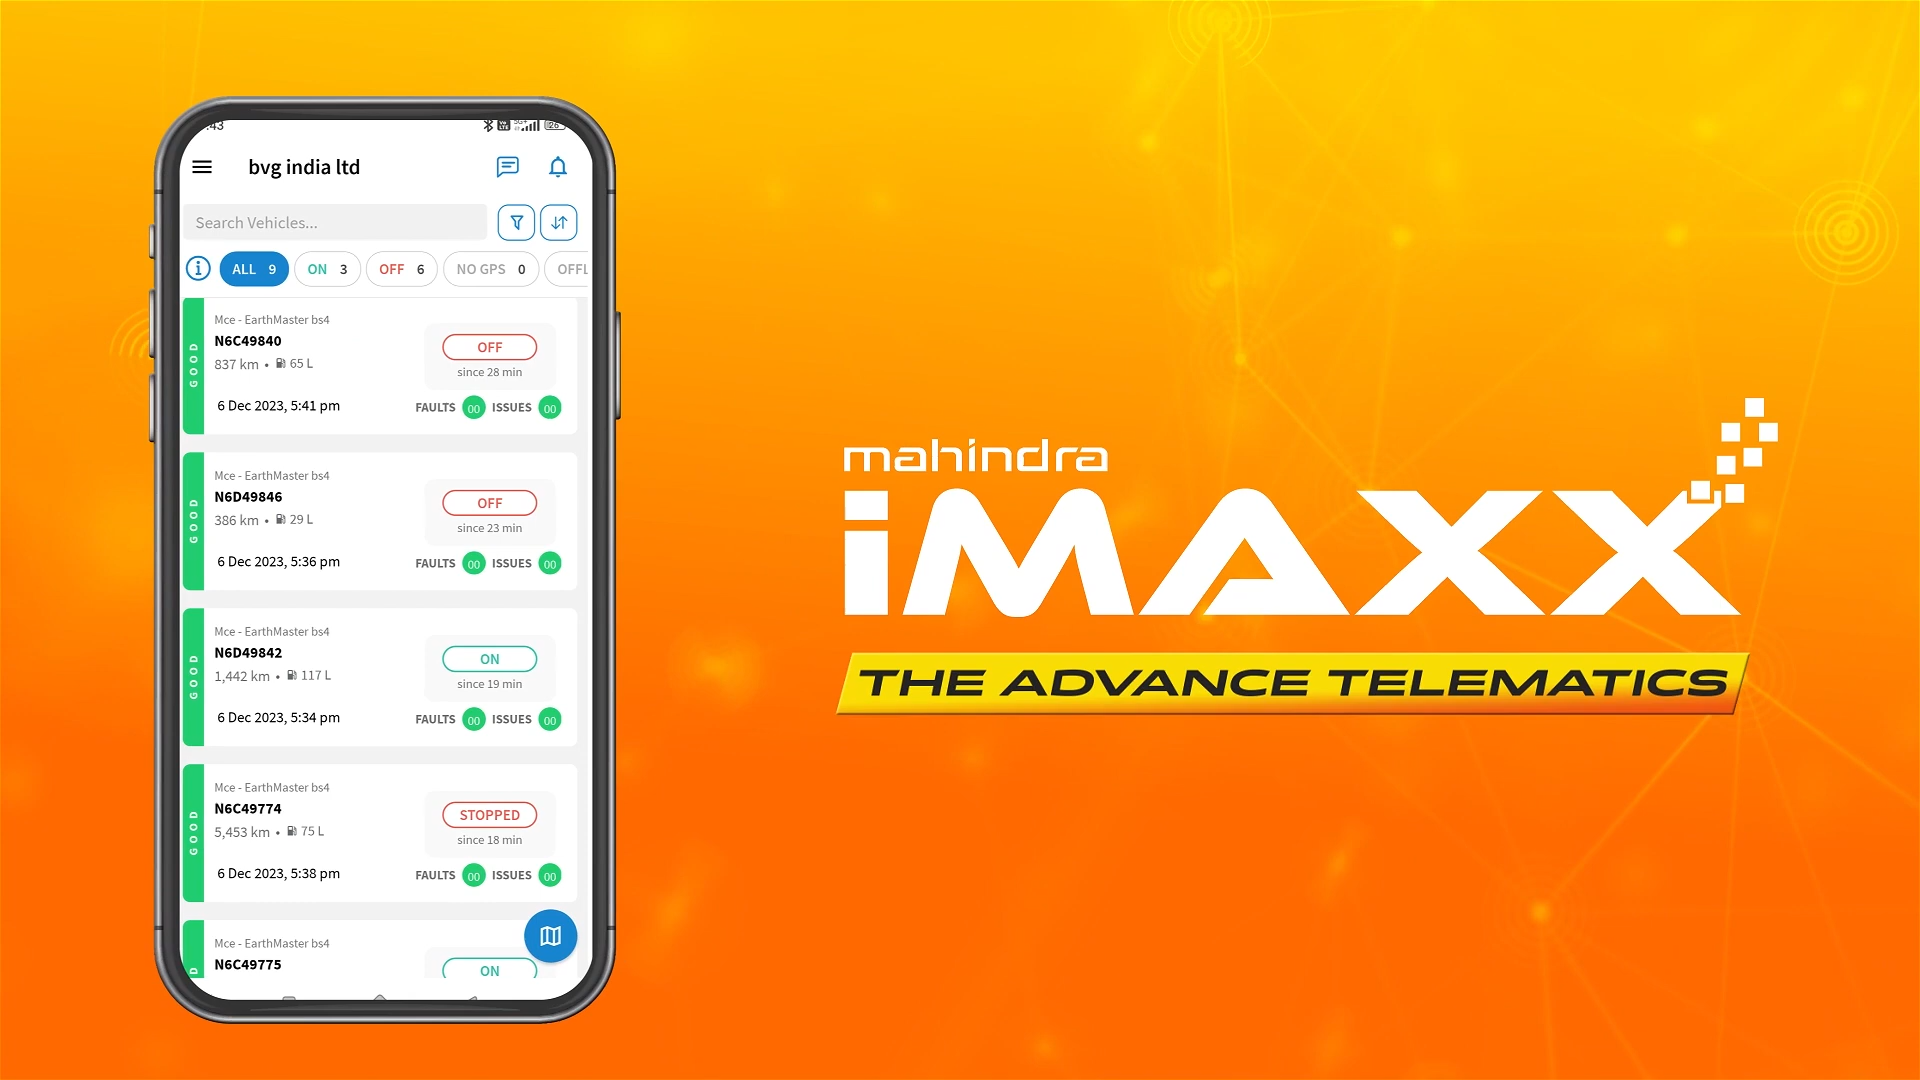 :43
5G+
26
bvg india ltd
Search Vehicles...
ALL 9 ON 3 OFF 6 NO GPS 0 OFFL
GOOD
Mce - EarthMaster bs4
N6C49840
837 km • 65 L
OFF
since 28 min
6 Dec 2023, 5:41 pm
FAULTS 00 ISSUES 00
GOOD
Mce - EarthMaster bs4
N6D49846
386 km • 29 L
OFF
since 23 min
6 Dec 2023, 5:36 pm
FAULTS 00 ISSUES 00
GOOD
Mce - EarthMaster bs4
N6D49842
1,442 km • 117 L
ON
since 19 min
6 Dec 2023, 5:34 pm
FAULTS 00 ISSUES 00
GOOD
Mce - EarthMaster bs4
N6C49774
5,453 km • 75 L
STOPPED
since 18 min
6 Dec 2023, 5:38 pm
FAULTS 00 ISSUES 00
D
Mce - EarthMaster bs4
N6C49775
ON
mahindra
iMAXX
THE ADVANCE TELEMATICS